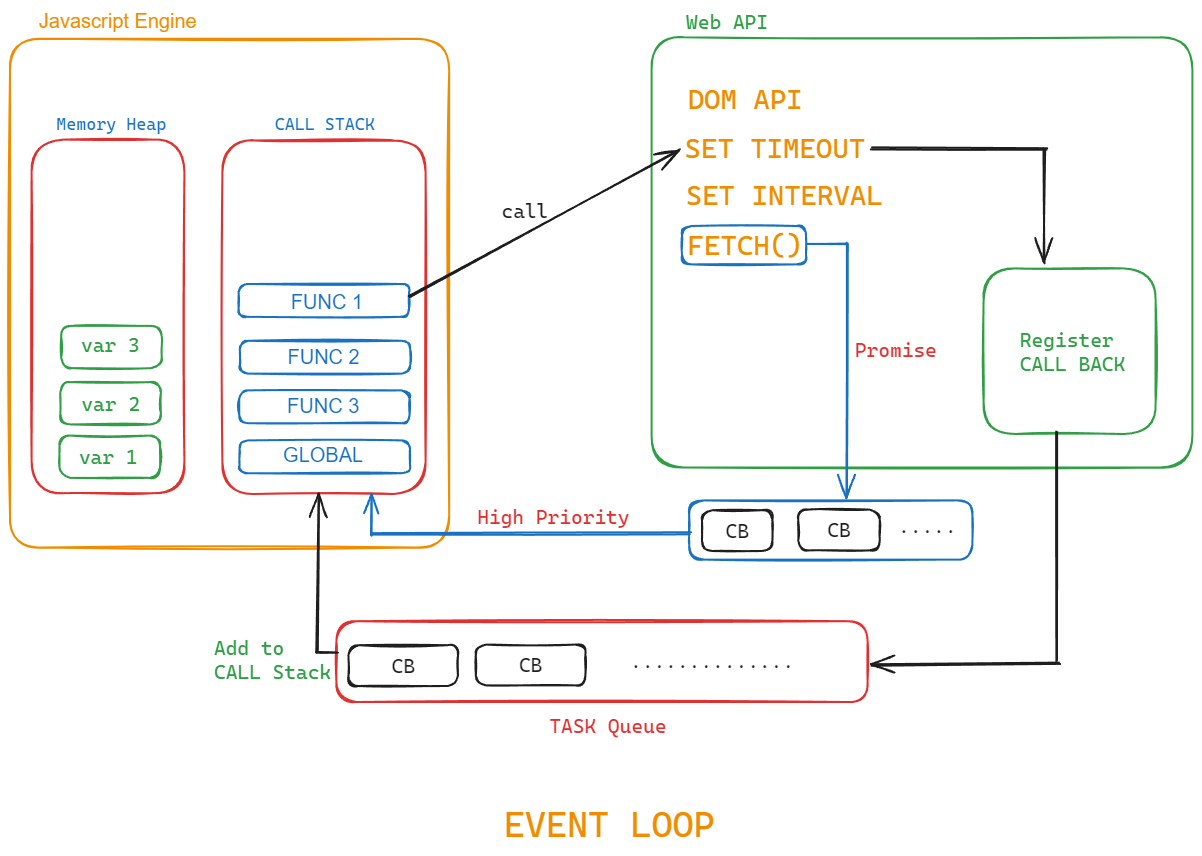 Javascript Engine
Web API
Memory Heap
CALL STACK
DOM API
SET TIMEOUT
SET INTERVAL
FETCH()
call
FUNC 1
FUNC 2
FUNC 3
GLOBAL
var 3
var 2
var 1
Promise
Register
CALL BACK
High Priority
CB
CB
.....
Add to
CALL Stack
CB
CB
..............
TASK Queue
EVENT LOOP